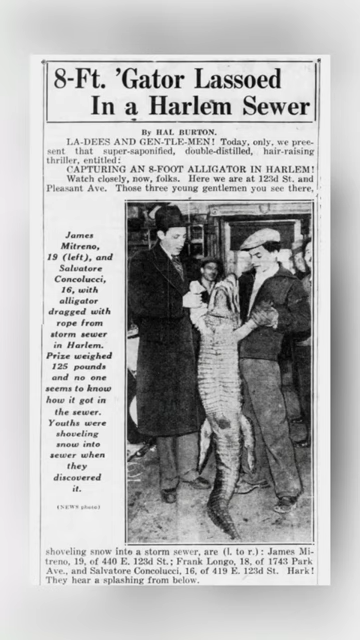 8-Ft. 'Gator Lassoed
In a Harlem Sewer
By HAL BURTON.
LA-DEES AND GEN-TLE-MEN! Today, only, we pree-
sent that super-saponified, double-distilled, hair-raising
thriller, entitled:
CAPTURING AN 8-FOOT ALLIGATOR IN HARLEM!
Watch closely, now, folks. Here we are at 123d St. and
Pleasant Ave. Those three young gentlemen you see there,
James
Mitreno,
19 (left), and
Salvatore
Concolucci,
16, with
alligator
dragged with
rope from
storm sewer
in Harlem.
Prize weighed
125 pounds
and no one
seems to know
how it got in
the sewer.
Youths were
shoveling
snow into
sewer when
they
discovered
it.
(NEWS photo)
shoveling snow into a storm sewer, are (l. to r.): James Mi-
treno, 19, of 440 E. 123d St.; Frank Longo, 18, of 1743 Park
Ave., and Salvatore Concolucci, 16, of 419 E. 123d St. Hark!
They hear a splashing from below.